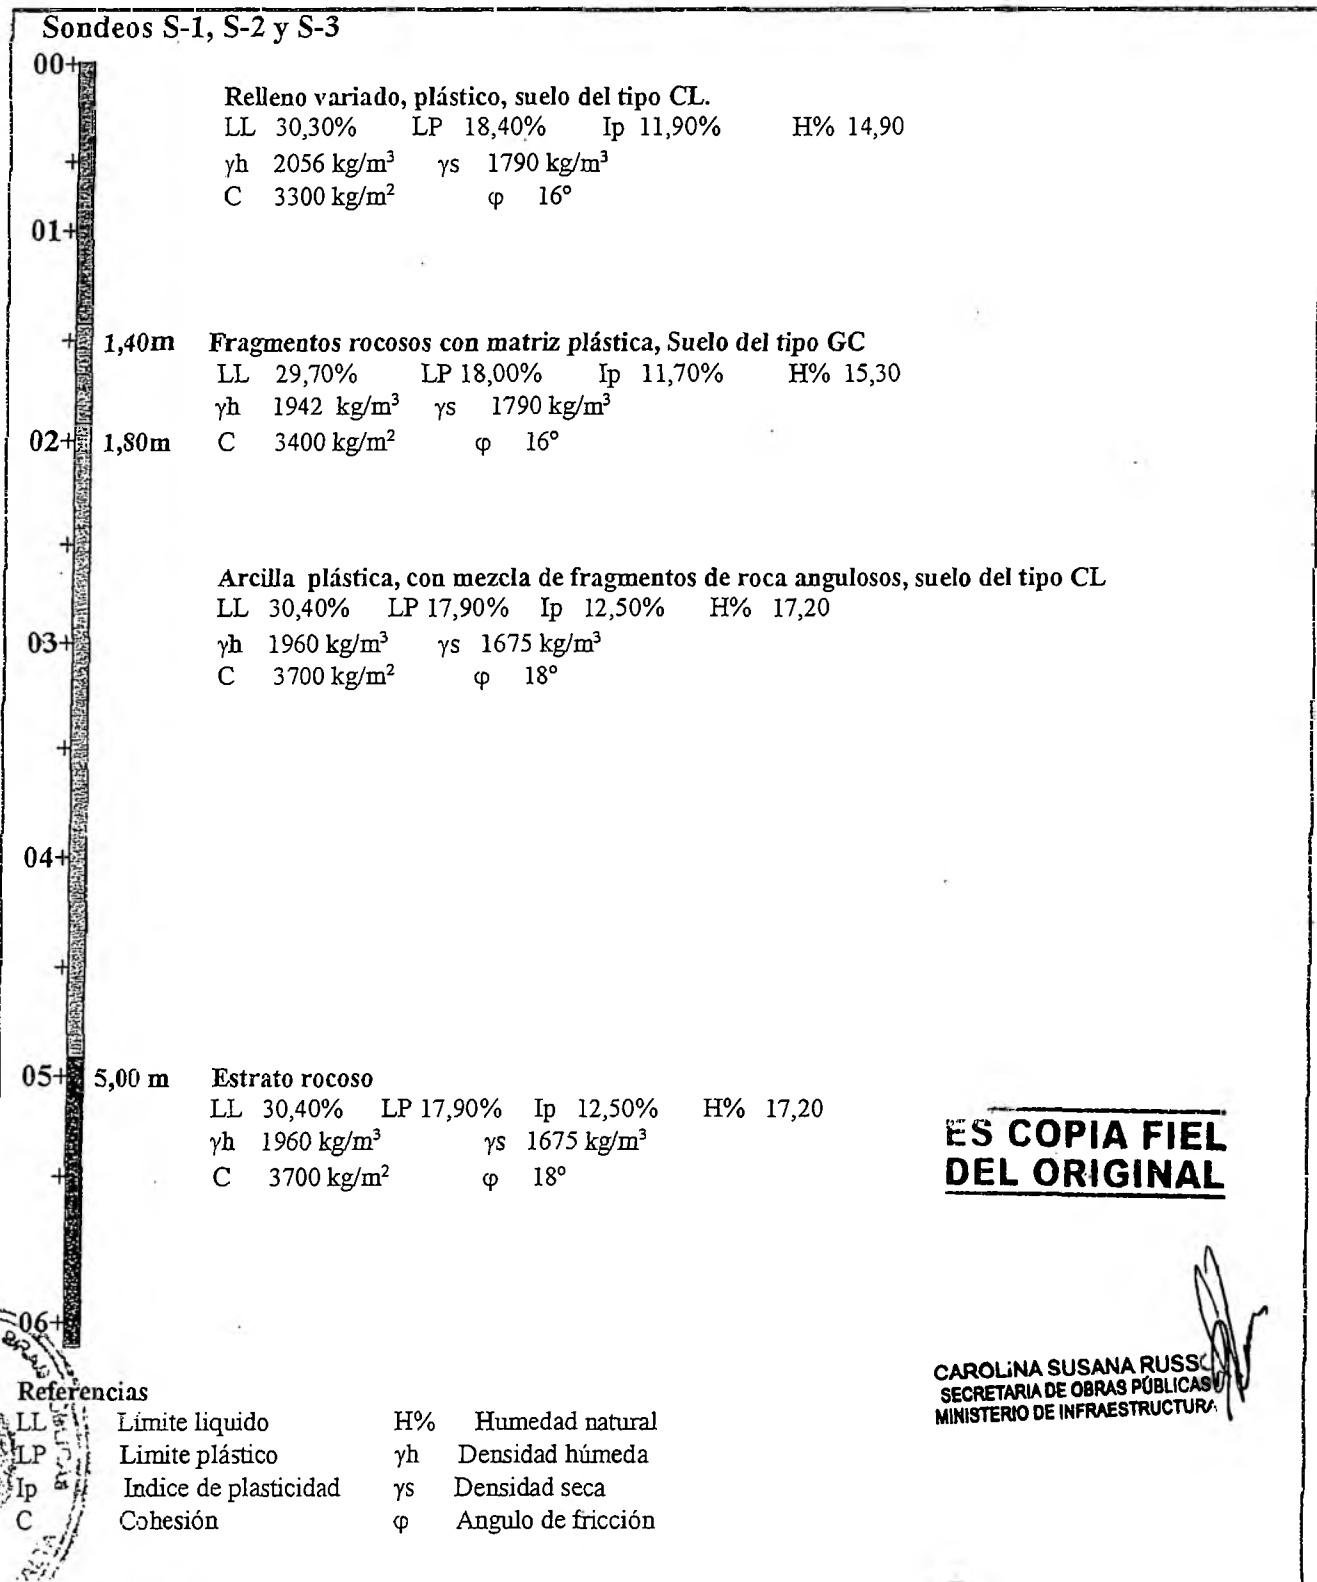 Sondeos S-1, S-2 y S-3
00+
Relleno variado, plástico, suelo del tipo CL.
LL 30,30% LP 18,40% Ip 11,90% H% 14,90
+ γh 2056 kg/m³ γs 1790 kg/m³
C 3300 kg/m² φ 16°
01+
+ 1,40m Fragmentos rocosos con matriz plástica, Suelo del tipo GC
LL 29,70% LP 18,00% Ip 11,70% H% 15,30
γh 1942 kg/m³ γs 1790 kg/m³
02+ 1,80m C 3400 kg/m² φ 16°
+
Arcilla plástica, con mezcla de fragmentos de roca angulosos, suelo del tipo CL
LL 30,40% LP 17,90% Ip 12,50% H% 17,20
03+ γh 1960 kg/m³ γs 1675 kg/m³
C 3700 kg/m² φ 18°
+
04+
+
05+ 5,00 m Estrato rocoso
LL 30,40% LP 17,90% Ip 12,50% H% 17,20
γh 1960 kg/m³ γs 1675 kg/m³
+ C 3700 kg/m² φ 18°
ES COPIA FIEL
DEL ORIGINAL
06+
CAROLINA SUSANA RUSSO
SECRETARIA DE OBRAS PÚBLICAS
MINISTERIO DE INFRAESTRUCTURA
Referencias
LL Límite liquido H% Humedad natural
LP Limite plástico γh Densidad húmeda
Ip Indice de plasticidad γs Densidad seca
C Cohesión φ Angulo de fricción